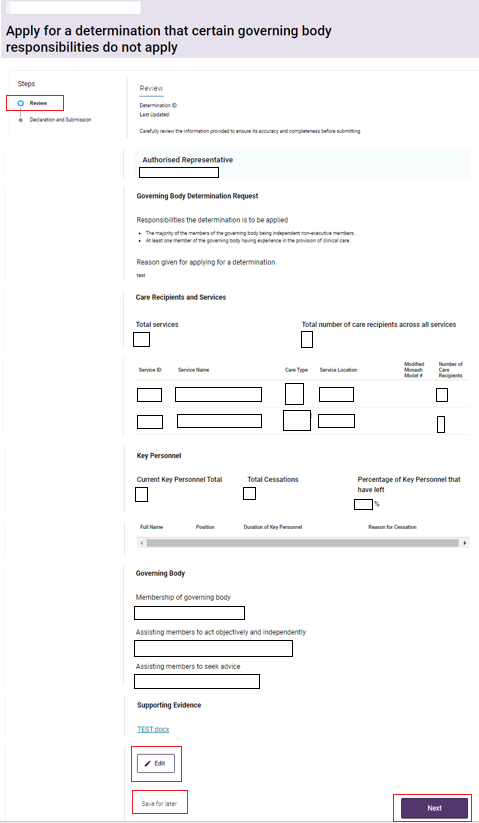 Apply for a determination that certain governing body
responsibilities do not apply
Steps
Review
Declaration and Submission
Review
Determination ID:
Last Updated:
Carefully review the information provided to ensure its accuracy and completeness before submitting.
Authorised Representative
Governing Body Determination Request
Responsibilities the determination is to be applied
• The majority of the members of the governing body being independent non-executive members.
• At least one member of the governing body having experience in the provision of clinical care.
Reason given for applying for a determination
test
Care Recipients and Services
Total services Total number of care recipients across all services
Service ID Service Name Care Type Service Location Modified Monash Model # Number of Care Recipients
Key Personnel
Current Key Personnel Total Total Cessations Percentage of Key Personnel that
have left
%
Full Name Position Duration of Key Personnel Reason for Cessation
Governing Body
Membership of governing body
Assisting members to act objectively and independently
Assisting members to seek advice
Supporting Evidence
TEST.docx
Edit
Save for later
Next